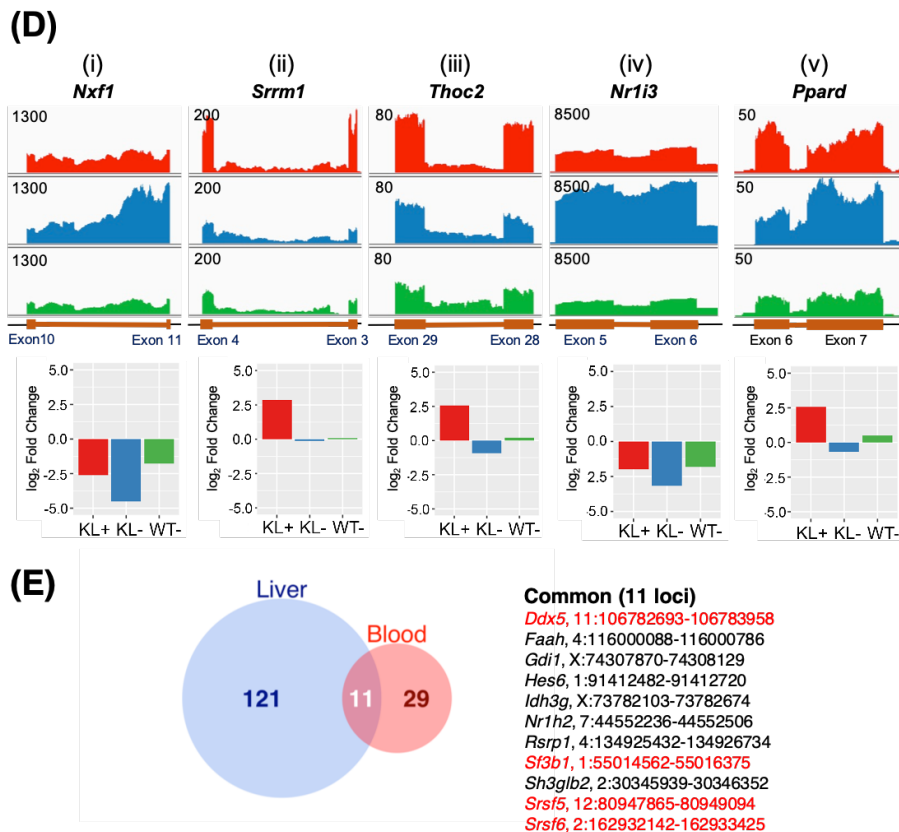 (D)
(i) (ii) (iii) (iv) (v)
Nxf1 Srrm1 Thoc2 Nr1i3 Ppard
1300 200 80 8500 50
1300 200 80 8500 50
1300 200 80 8500 50
Exon10 Exon 11 Exon 4 Exon 3 Exon 29 Exon 28 Exon 5 Exon 6 Exon 6 Exon 7
log2 Fold Change
5.0
2.5
0.0
-2.5
-5.0
KL+ KL- WT-
log2 Fold Change
5.0
2.5
0.0
-2.5
-5.0
KL+ KL- WT-
log2 Fold Change
5.0
2.5
0.0
-2.5
-5.0
KL+ KL- WT-
log2 Fold Change
5.0
2.5
0.0
2.5
5.0
KL+ KL- WT-
log2 Fold Change
5.0
2.5
0.0
-2.5
-5.0
KL+ KL- WT-
(E)
Liver
Blood
121 11 29
Common (11 loci)
Ddx5, 11:106782693-106783958
Faah, 4:116000088-116000786
Gdi1, X:74307870-74308129
Hes6, 1:91412482-91412720
Idh3g, X:73782103-73782674
Nr1h2, 7:44552236-44552506
Rsrp1, 4:134925432-134926734
Sf3b1, 1:55014562-55016375
Sh3glb2, 2:30345939-30346352
Srsf5, 12:80947865-80949094
Srsf6, 2:162932142-162933425